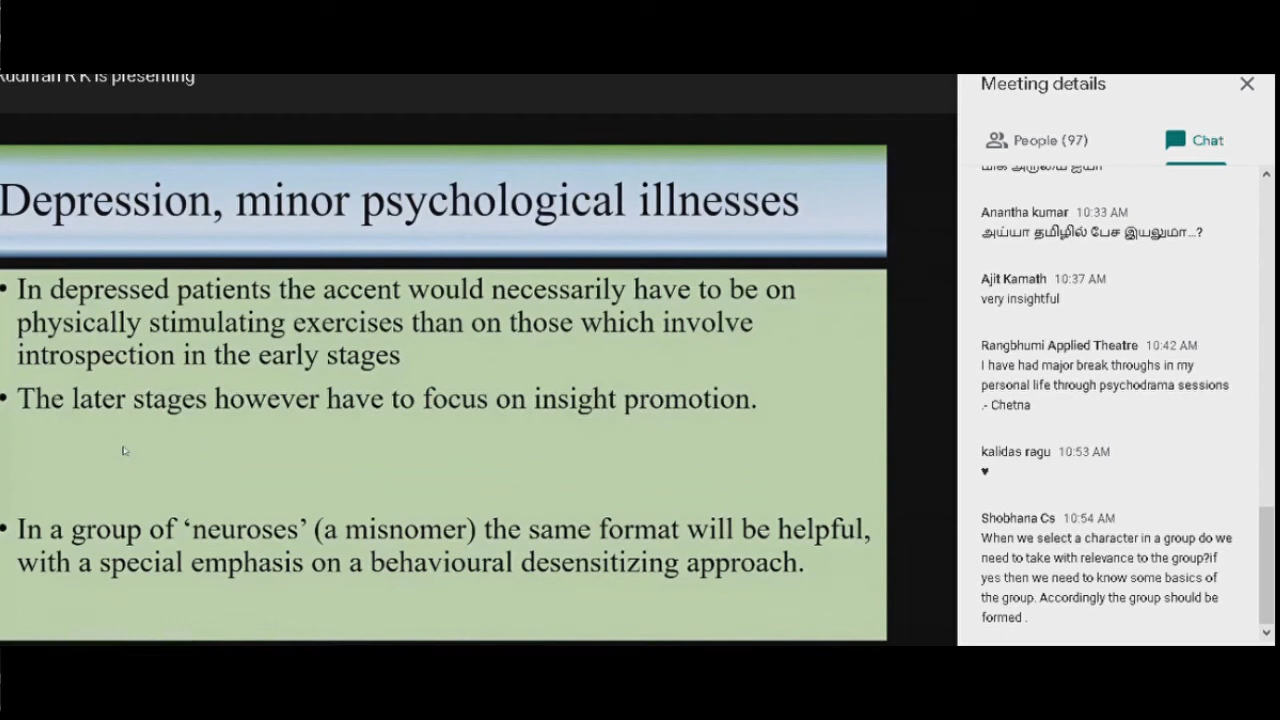 Rudhran R K is presenting
Depression, minor psychological illnesses
• In depressed patients the accent would necessarily have to be on
physically stimulating exercises than on those which involve
introspection in the early stages
• The later stages however have to focus on insight promotion.
• In a group of ‘neuroses’ (a misnomer) the same format will be helpful,
with a special emphasis on a behavioural desensitizing approach.
Meeting details
People (97)
Chat
Anantha kumar 10:33 AM
அய்யா தமிழில் பேச இயலுமா...?
Ajit Kamath 10:37 AM
very insightful
Rangbhumi Applied Theatre 10:42 AM
I have had major break throughs in my
personal life through psychodrama sessions
.- Chetna
kalidas ragu 10:53 AM
♥
Shobhana Cs 10:54 AM
When we select a character in a group do we
need to take with relevance to the group?if
yes then we need to know some basics of
the group. Accordingly the group should be
formed .